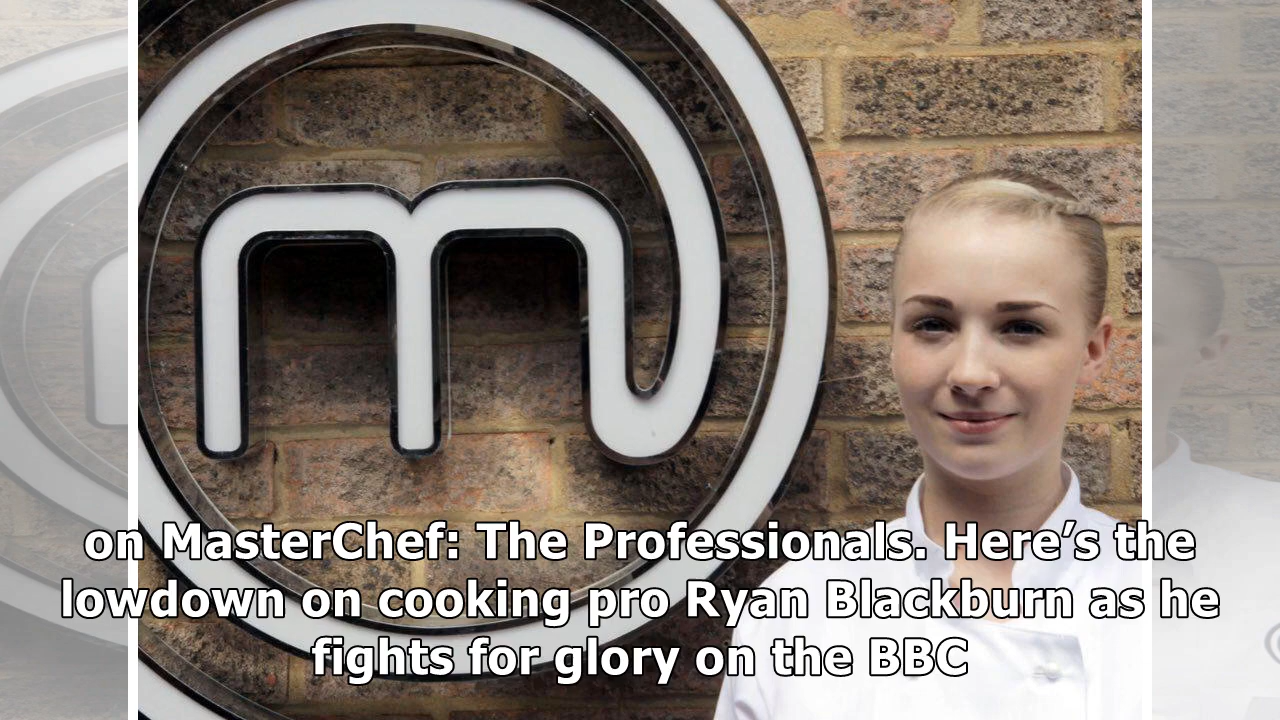 on MasterChef: The Professionals. Here’s the
lowdown on cooking pro Ryan Blackburn as he
fights for glory on the BBC